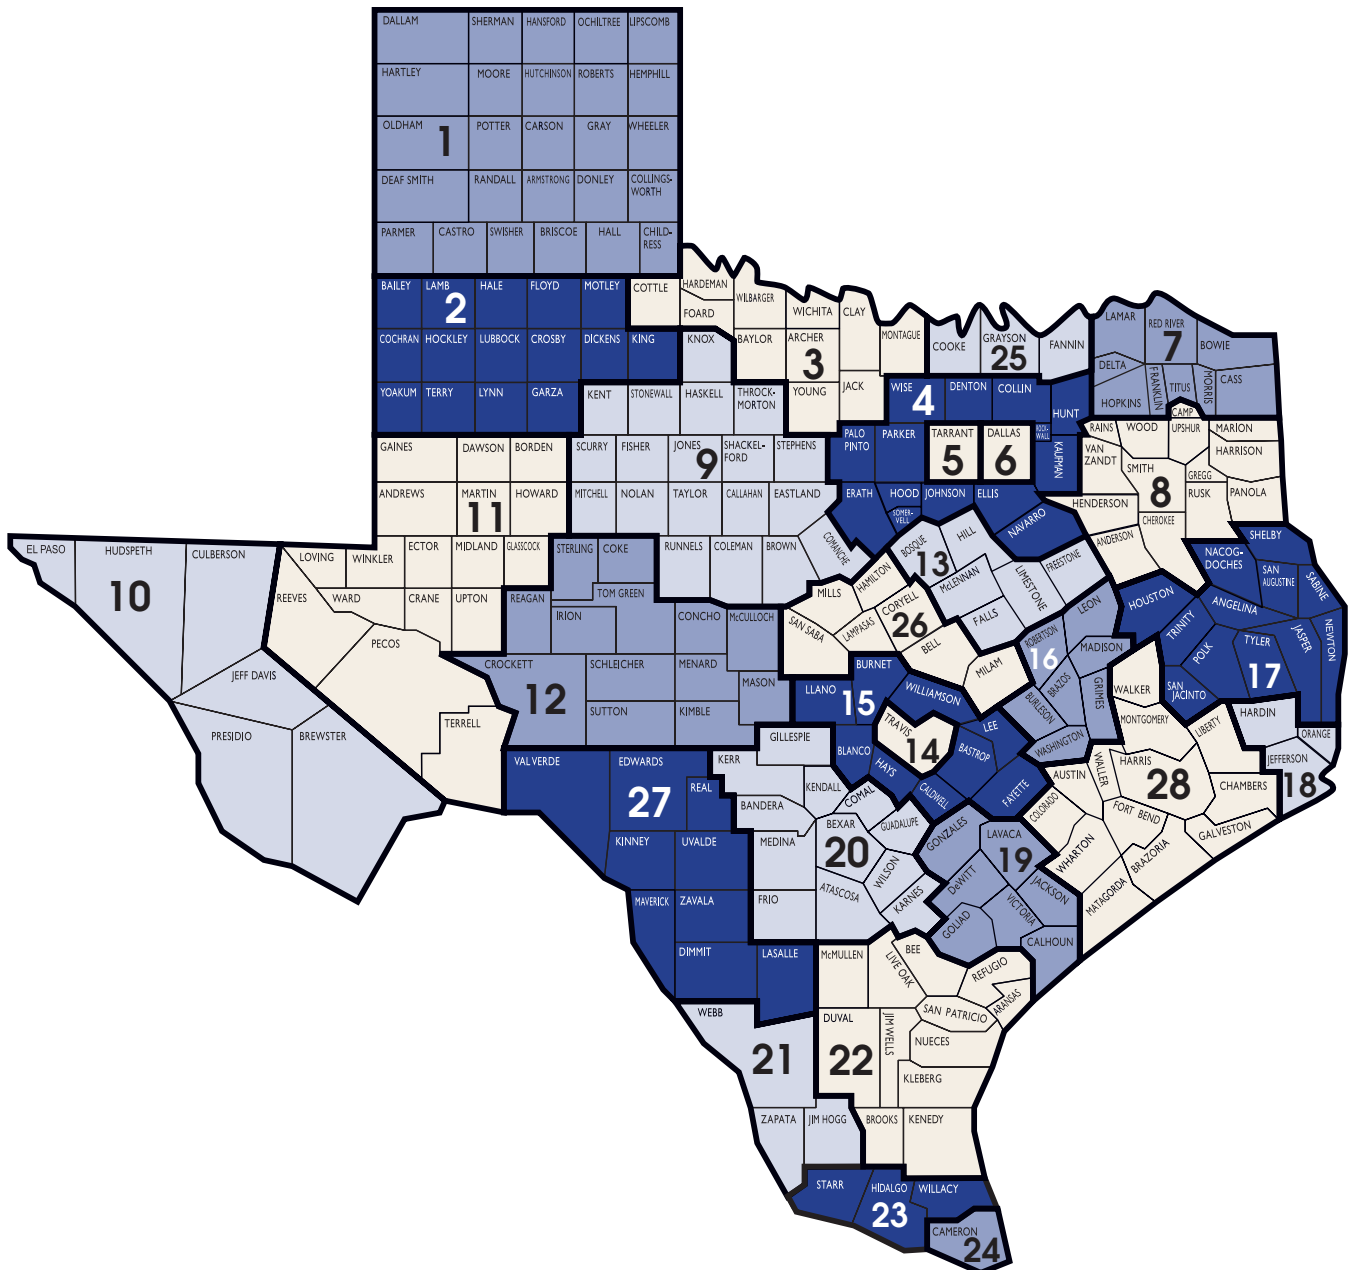 DALLAM
SHERMAN
HANSFORD
OCHILTREE
LIPSCOMB
HARTLEY
MOORE
HUTCHINSON
ROBERTS
HEMPHILL
OLDHAM
1
POTTER
CARSON
GRAY
WHEELER
DEAF SMITH
RANDALL
ARMSTRONG
DONLEY
COLLINGS-
WORTH
PARMER
CASTRO
SWISHER
BRISCOE
HALL
CHILD-
RESS
BAILEY
LAMB
2
HALE
FLOYD
MOTLEY
COTTLE
HARDEMAN
FOARD
WILBARGER
WICHITA
CLAY
MONTAGUE
COCHRAN
HOCKLEY
LUBBOCK
CROSBY
DICKENS
KING
KNOX
BAYLOR
ARCHER
3
YOAKUM
TERRY
LYNN
GARZA
KENT
STONEWALL
HASKELL
THROCK-
MORTON
YOUNG
JACK
COOKE
GRAYSON
25
FANNIN
LAMAR
RED RIVER
7
BOWIE
DELTA
HOPKINS
FRANKLIN
TITUS
MORRIS
CASS
CAMP
WISE
4
DENTON
COLLIN
HUNT
ROCK-
WALL
KAUFMAN
PALO
PINTO
PARKER
TARRANT
5
DALLAS
6
ERATH
HOOD
SOMER-
VELL
JOHNSON
ELLIS
NAVARRO
RAINS
WOOD
UPSHUR
MARION
VAN
ZANDT
SMITH
8
GREGG
HARRISON
HENDERSON
RUSK
PANOLA
CHEROKEE
ANDERSON
GAINES
DAWSON
BORDEN
ANDREWS
MARTIN
11
HOWARD
SCURRY
FISHER
JONES
9
SHACKEL-
FORD
STEPHENS
MITCHELL
NOLAN
TAYLOR
CALLAHAN
EASTLAND
RUNNELS
COLEMAN
BROWN
COMANCHE
EL PASO
HUDSPETH
10
CULBERSON
JEFF DAVIS
PRESIDIO
BREWSTER
LOVING
WINKLER
ECTOR
MIDLAND
GLASSCOCK
REEVES
WARD
CRANE
UPTON
PECOS
TERRELL
STERLING
COKE
REAGAN
IRION
TOM GREEN
CONCHO
McCULLOCH
CROCKETT
12
SCHLEICHER
MENARD
MASON
SUTTON
KIMBLE
BOSQUE
13
HILL
McLENNAN
LIMESTONE
FREESTONE
FALLS
MILLS
HAMILTON
CORYELL
26
SAN SABA
LAMPASAS
BELL
MILAM
ROBERTSON
16
LEON
MADISON
BRAZOS
BURLESON
GRIMES
WASHINGTON
HOUSTON
NACOG-
DOCHES
SHELBY
SAN
AUGUSTINE
SABINE
ANGELINA
TRINITY
POLK
TYLER
17
JASPER
NEWTON
SAN
JACINTO
HARDIN
ORANGE
JEFFERSON
18
LLANO
BURNET
15
WILLIAMSON
TRAVIS
14
LEE
BASTROP
BLANCO
HAYS
CALDWELL
FAYETTE
WALKER
MONTGOMERY
LIBERTY
AUSTIN
WALLER
HARRIS
28
CHAMBERS
COLORADO
FORT BEND
GALVESTON
WHARTON
BRAZORIA
MATAGORDA
VAL VERDE
EDWARDS
27
REAL
KINNEY
UVALDE
MAVERICK
ZAVALA
DIMMIT
LASALLE
GILLESPIE
KERR
KENDALL
BANDERA
COMAL
BEXAR
20
GUADALUPE
MEDINA
WILSON
FRIO
ATASCOSA
KARNES
GONZALES
LAVACA
19
DeWITT
JACKSON
VICTORIA
GOLIAD
CALHOUN
McMULLEN
LIVE OAK
BEE
REFUGIO
ARANSAS
SAN PATRICIO
DUVAL
22
JIM WELLS
NUECES
KLEBERG
BROOKS
KENEDY
WEBB
21
ZAPATA
JIM HOGG
STARR
HIDALGO
23
WILLACY
CAMERON
24